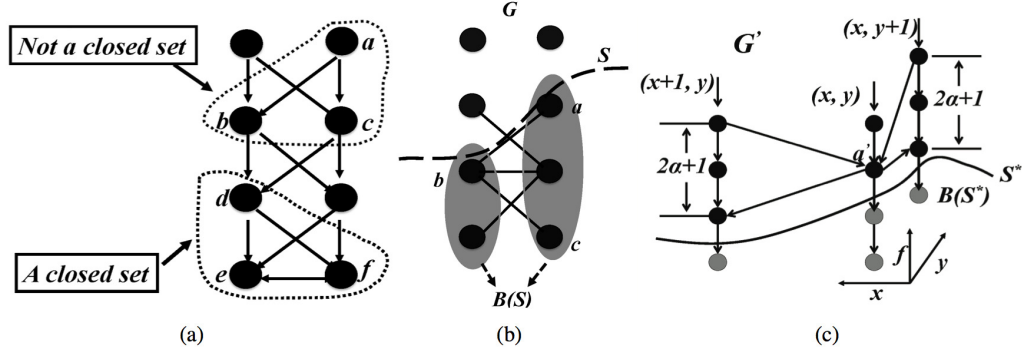 Not a closed set
a
b
c
d
e
f
A closed set
(a)
G
S
a
b
c
B(S)
(b)
G'
(x, y+1)
(x+1, y)
(x, y)
2α+1
a'
2α+1
S*
B(S*)
f
y
x
(c)